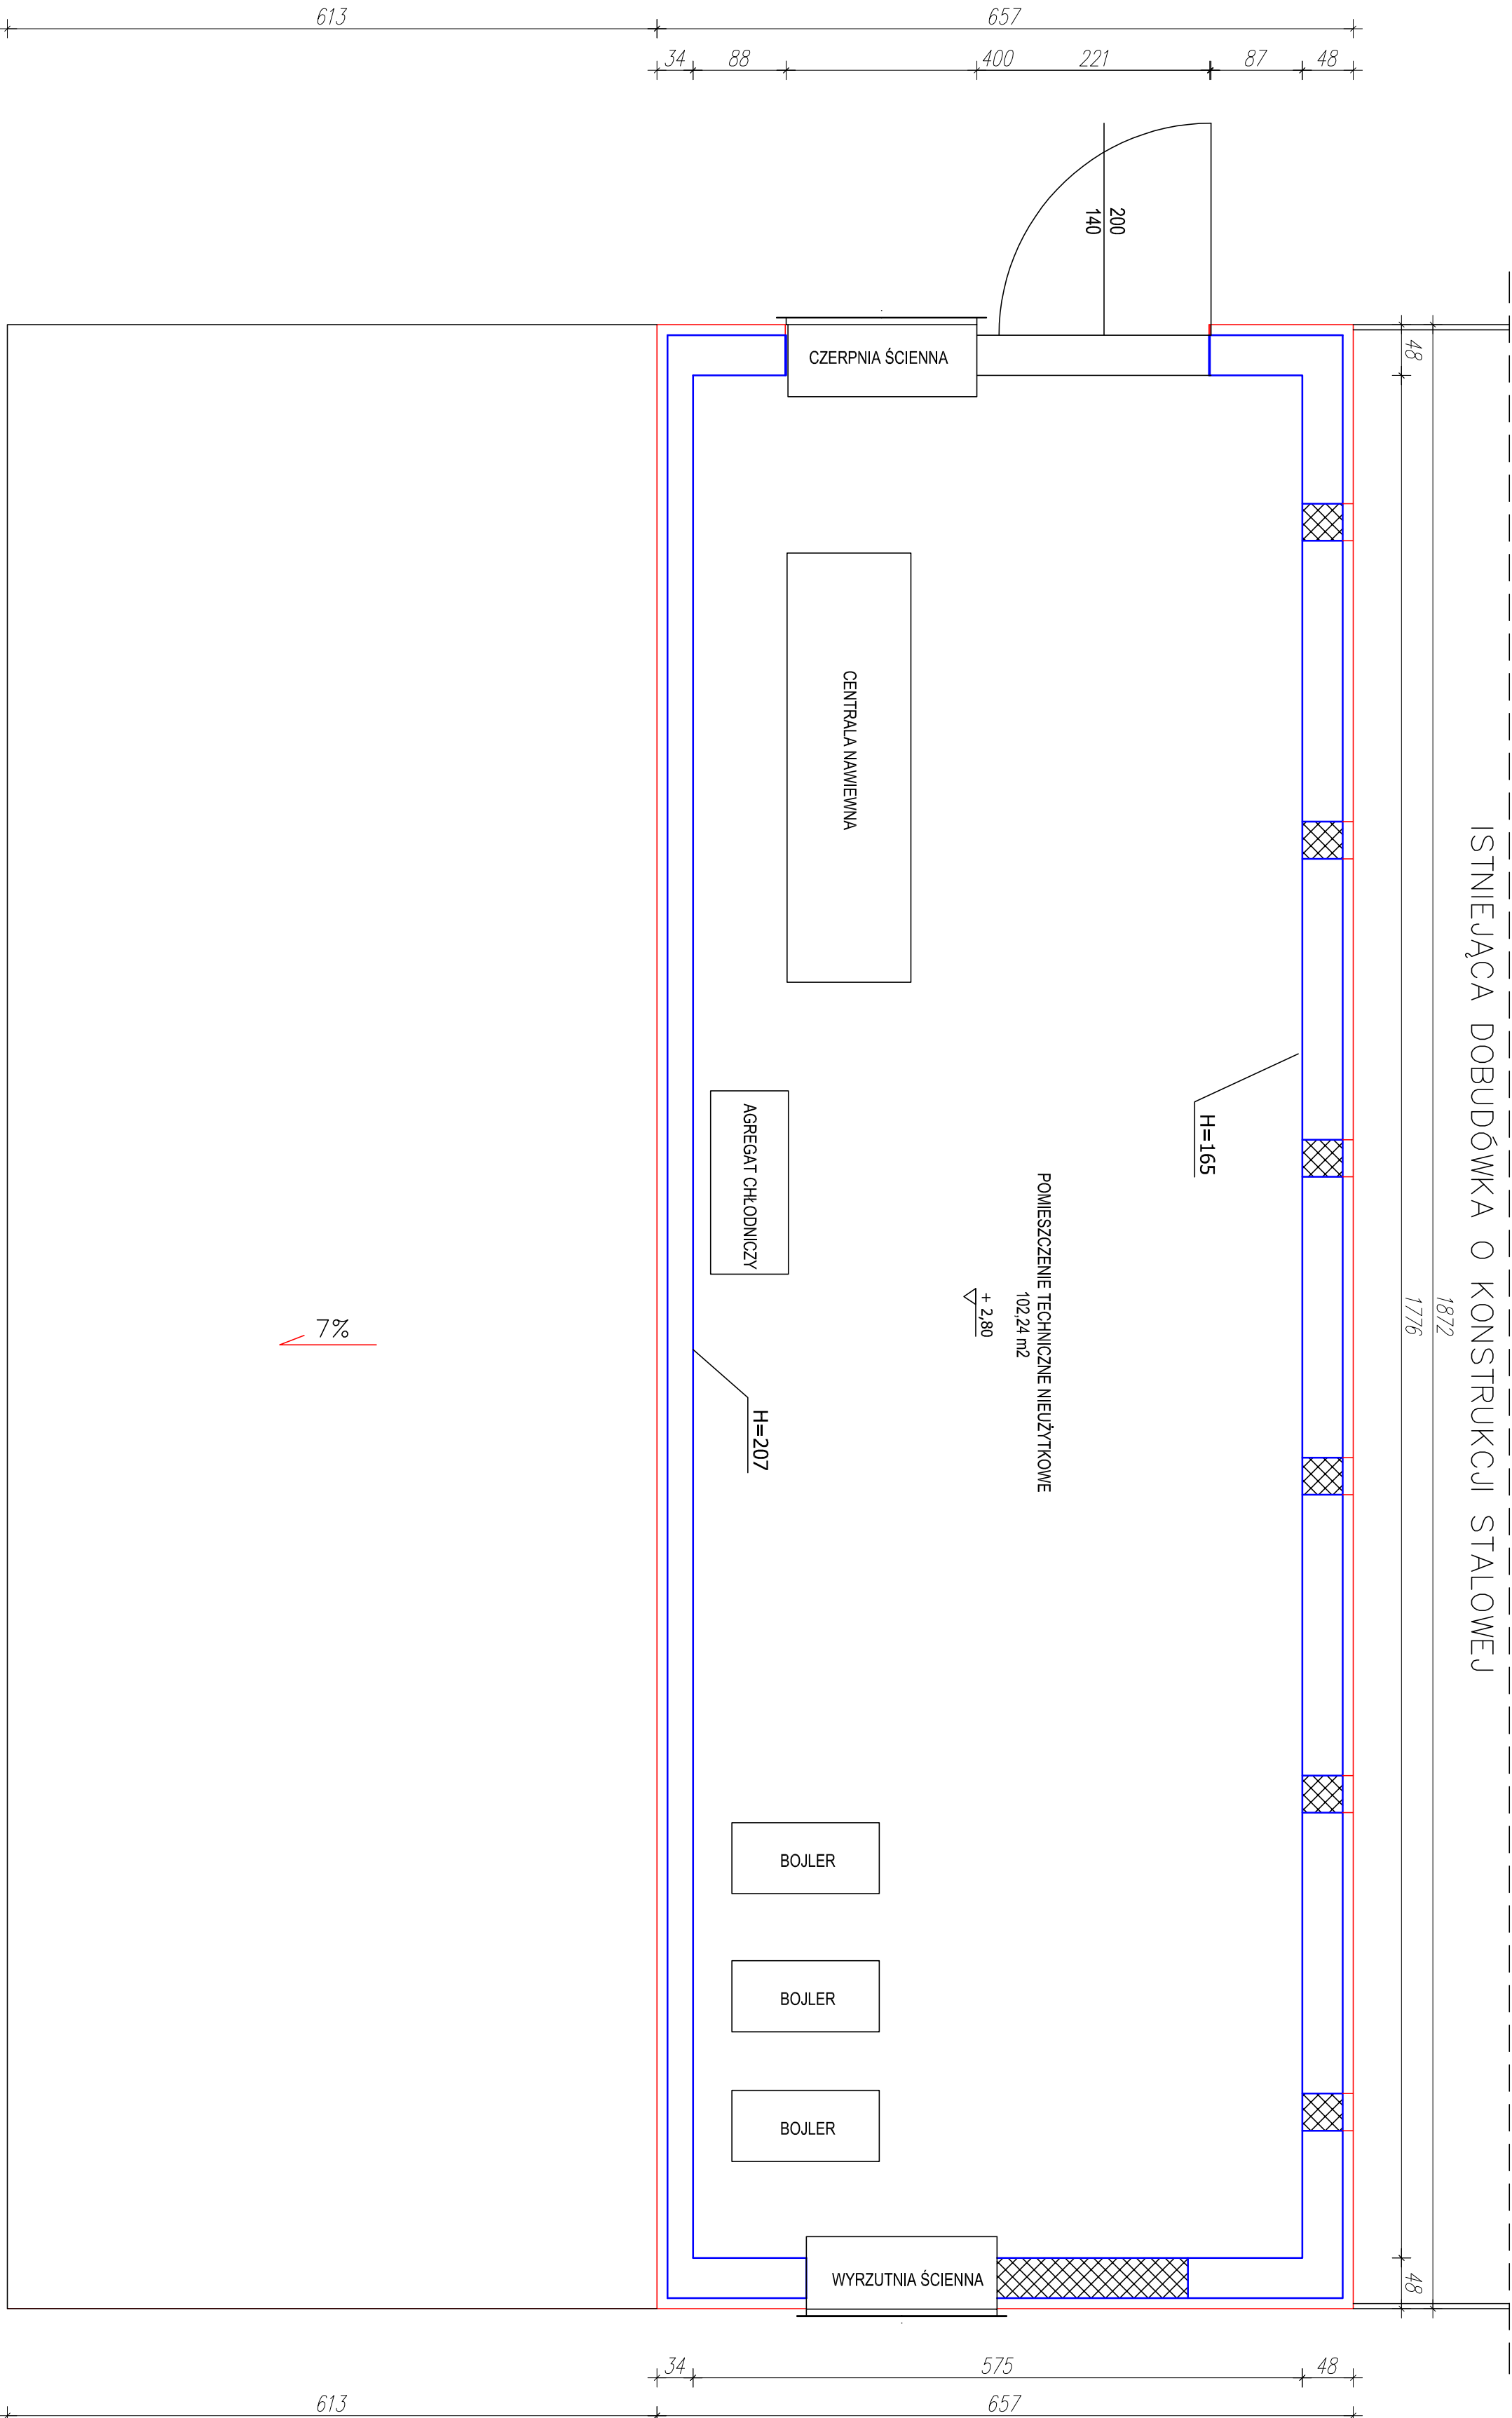 613
657
34
88
400
221
87
48
200
140
48
CZERPNIA ŚCIENNA
CENTRALA NAWIEWNA
ISTNIEJĄCA DOBUDÓWKA O KONSTRUKCJI STALOWEJ
AGREGAT CHŁODNICZY
H=165
POMIESZCZENIE TECHNICZNE NIEUŻYTKOWE
102,24 m2
+ 2,80
1872
1776
7%
H=207
BOJLER
BOJLER
BOJLER
WYRZUTNIA ŚCIENNA
48
34
575
48
613
657